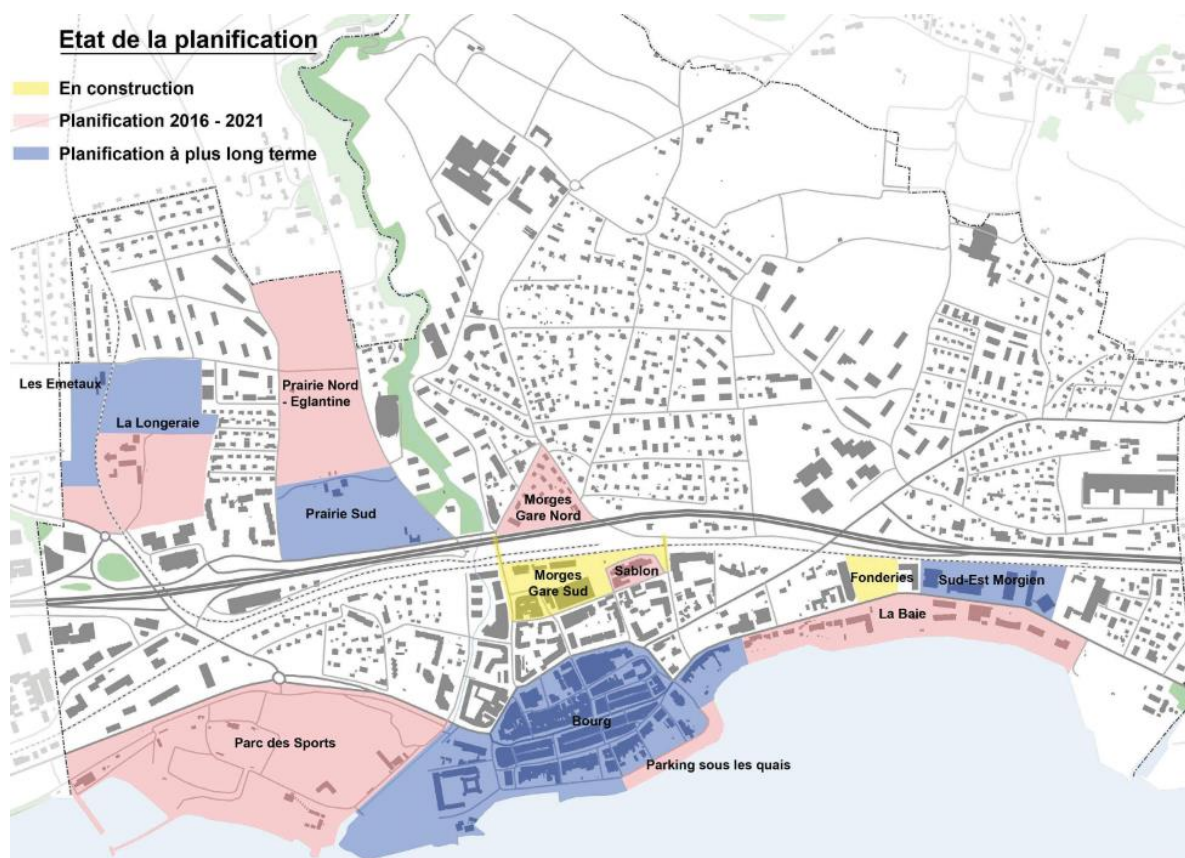 Etat de la planification
En construction
Planification 2016 - 2021
Planification à plus long terme
Les Emetaux
La Longeraie
Prairie Nord
- Eglantine
Prairie Sud
Morges
Gare Nord
Morges
Gare Sud
Sablon
Fonderies
Sud-Est Morgien
La Baie
Bourg
Parc des Sports
Parking sous les quais